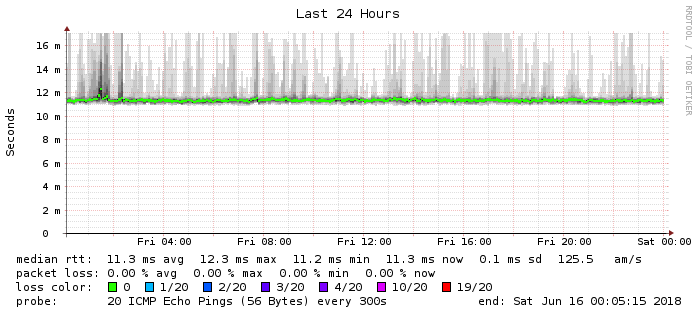 Last 24 Hours
RRDTOOL / TOBI OETIKER
Seconds
16 m
14 m
12 m
10 m
8 m
6 m
4 m
2 m
0
Fri 04:00 Fri 08:00 Fri 12:00 Fri 16:00 Fri 20:00 Sat 00:00
median rtt: 11.3 ms avg 12.3 ms max 11.2 ms min 11.3 ms now 0.1 ms sd 125.5 am/s
packet loss: 0.00 % avg 0.00 % max 0.00 % min 0.00 % now
loss color: 0 1/20 2/20 3/20 4/20 10/20 19/20
probe: 20 ICMP Echo Pings (56 Bytes) every 300s end: Sat Jun 16 00:05:15 2018